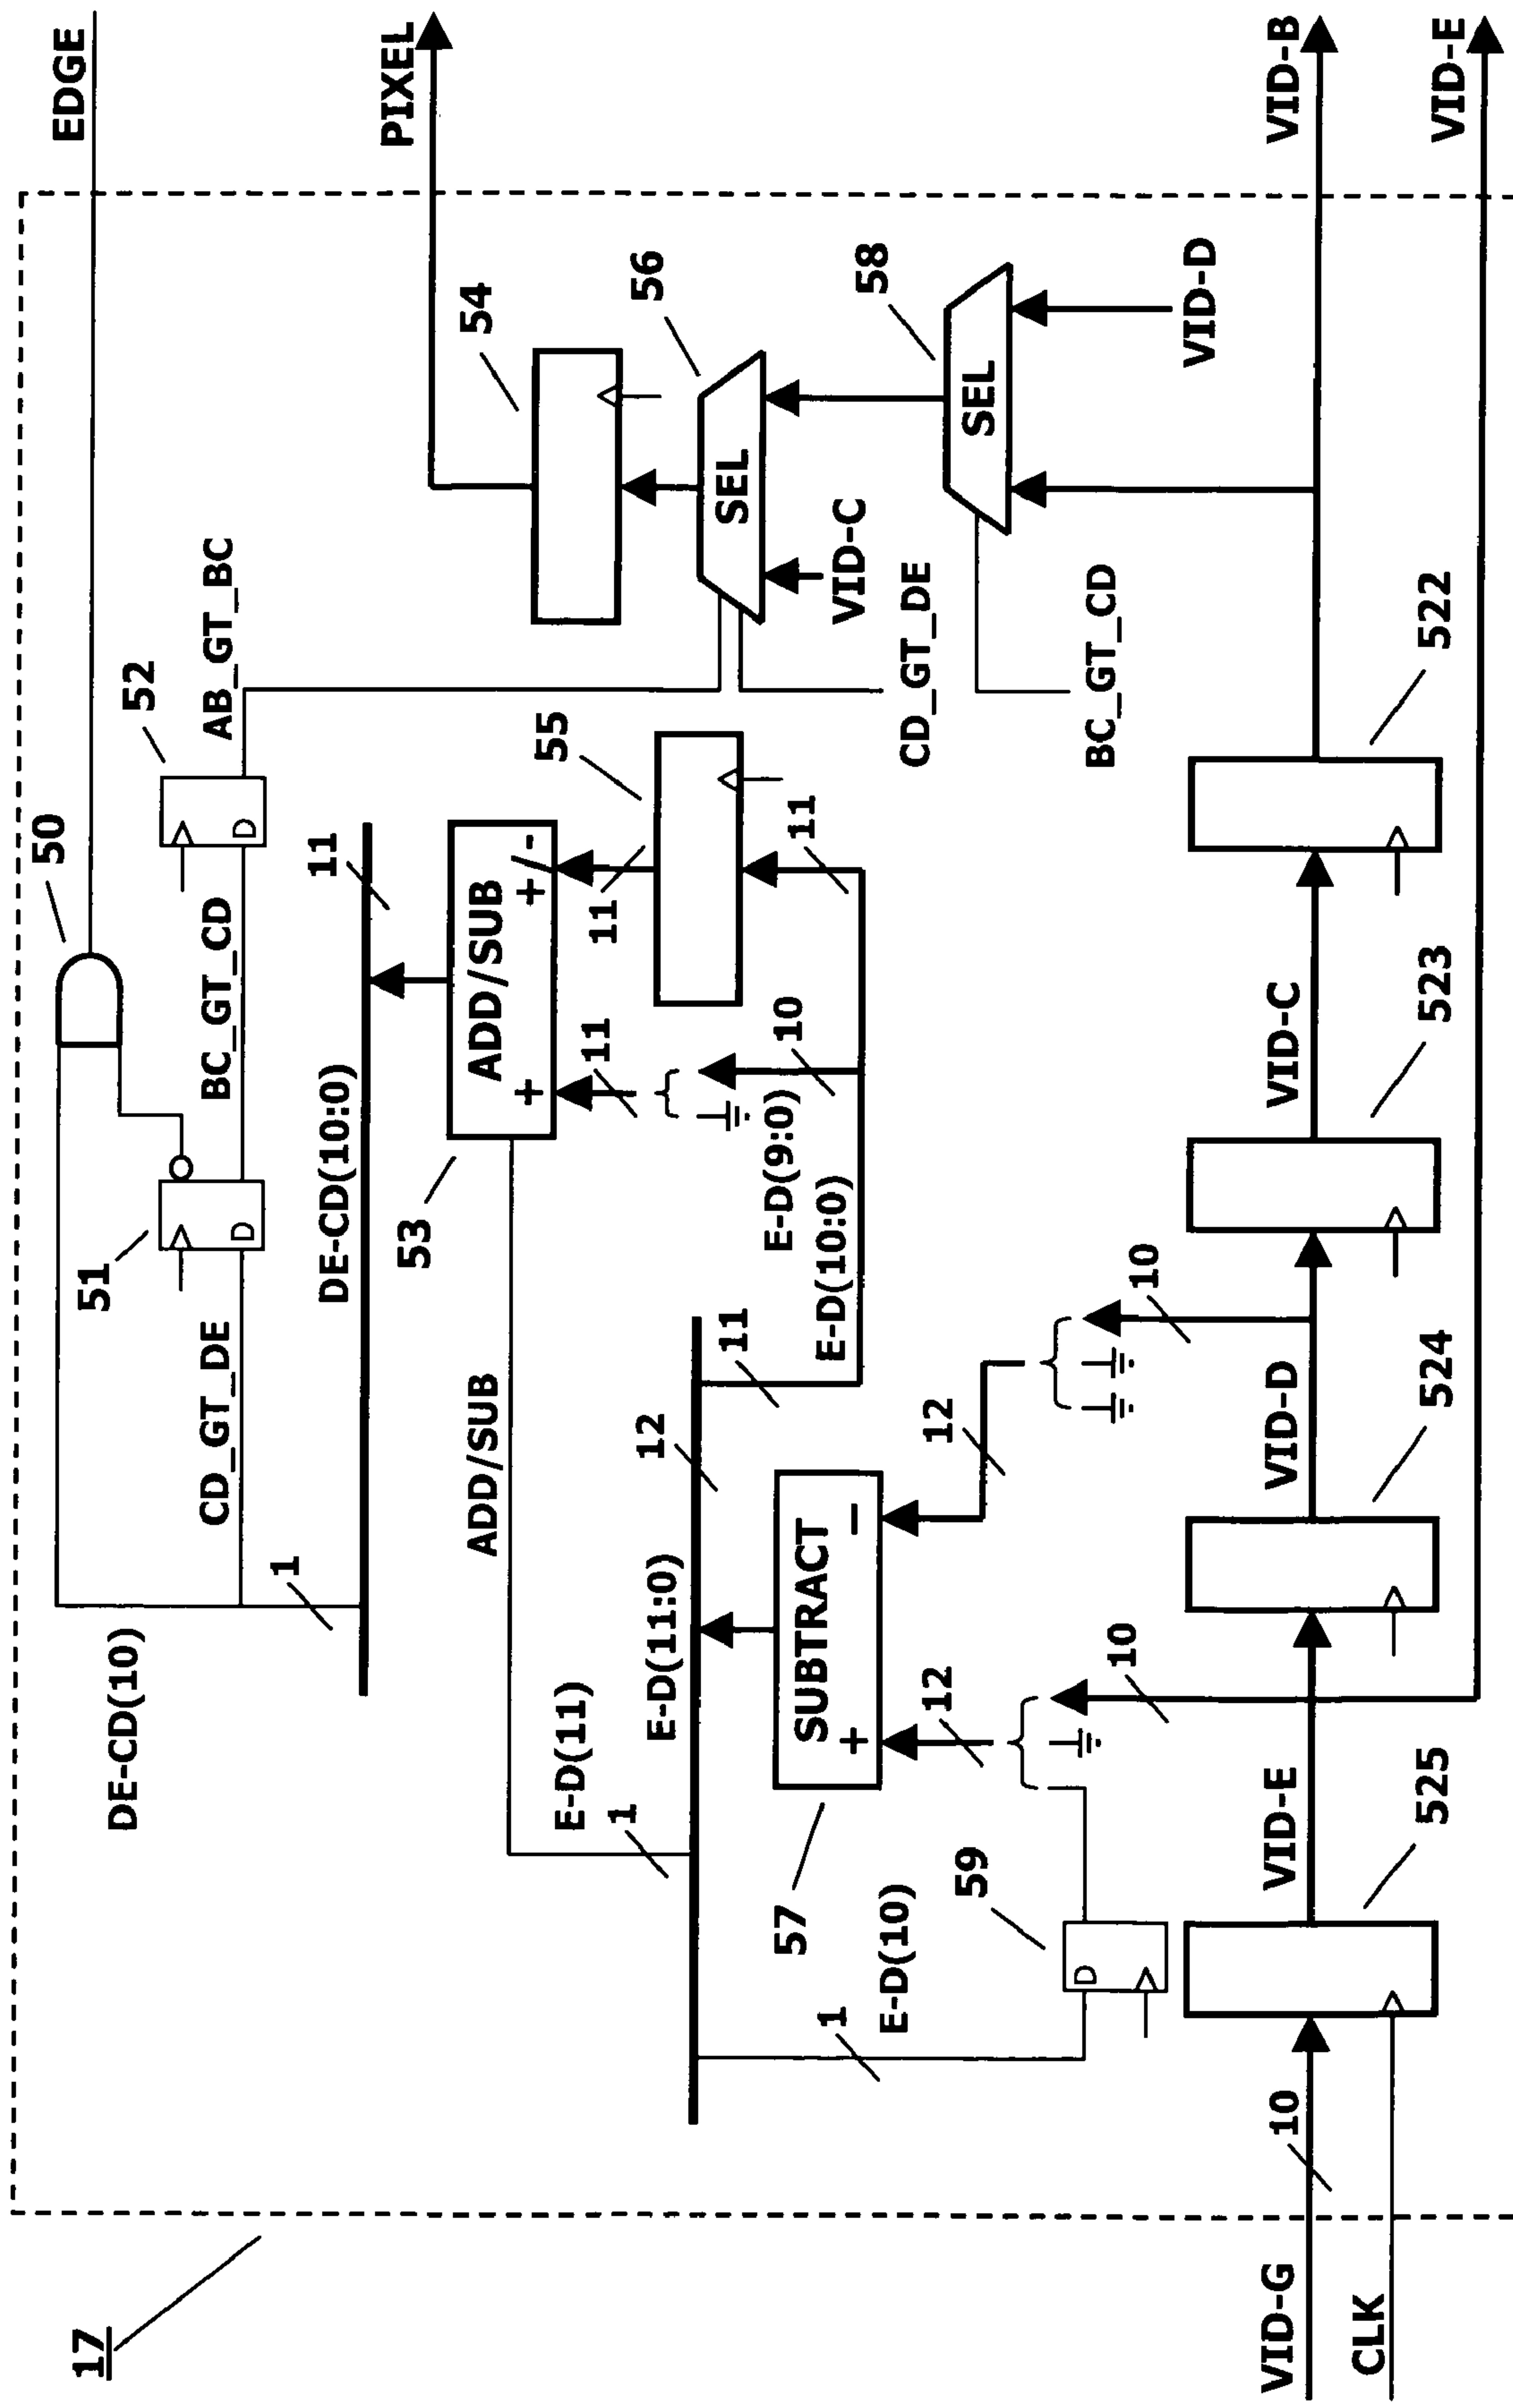 17
EDGE
PIXEL
VID-B
VID-E
50
52
AB_GT_BC
51
BC_GT_CD
CD_GT_DE
DE-CD(10)
1
DE-CD(10:0)
11
54
56
SEL
VID-C
58
SEL
VID-D
CD_GT_DE
BC_GT_CD
53
ADD/SUB
+
+/-
55
11
11
11
10
E-D(9:0)
E-D(10:0)
ADD/SUB
E-D(11)
1
E-D(11:0)
12
11
57
SUBTRACT
+
-
12
12
10
10
E-D(10)
1
59
D
D
D
VID-G
10
CLK
525
VID-E
524
VID-D
523
VID-C
522